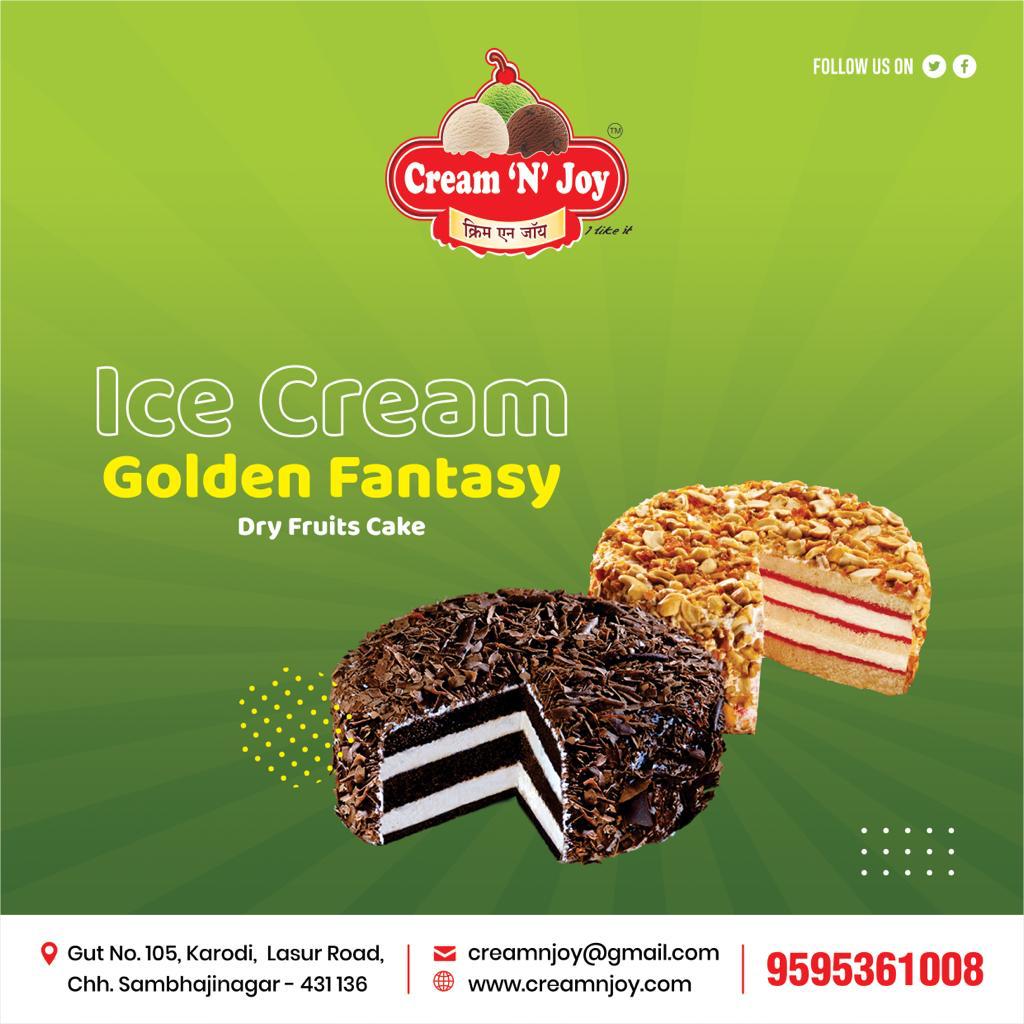 FOLLOW US ON
TM
Cream 'N' Joy
क्रिम एन जॉय
I like it
Ice Cream
Golden Fantasy
Dry Fruits Cake
Gut No. 105, Karodi, Lasur Road,
Chh. Sambhajinagar - 431 136
creamnjoy@gmail.com
www.creamnjoy.com
9595361008